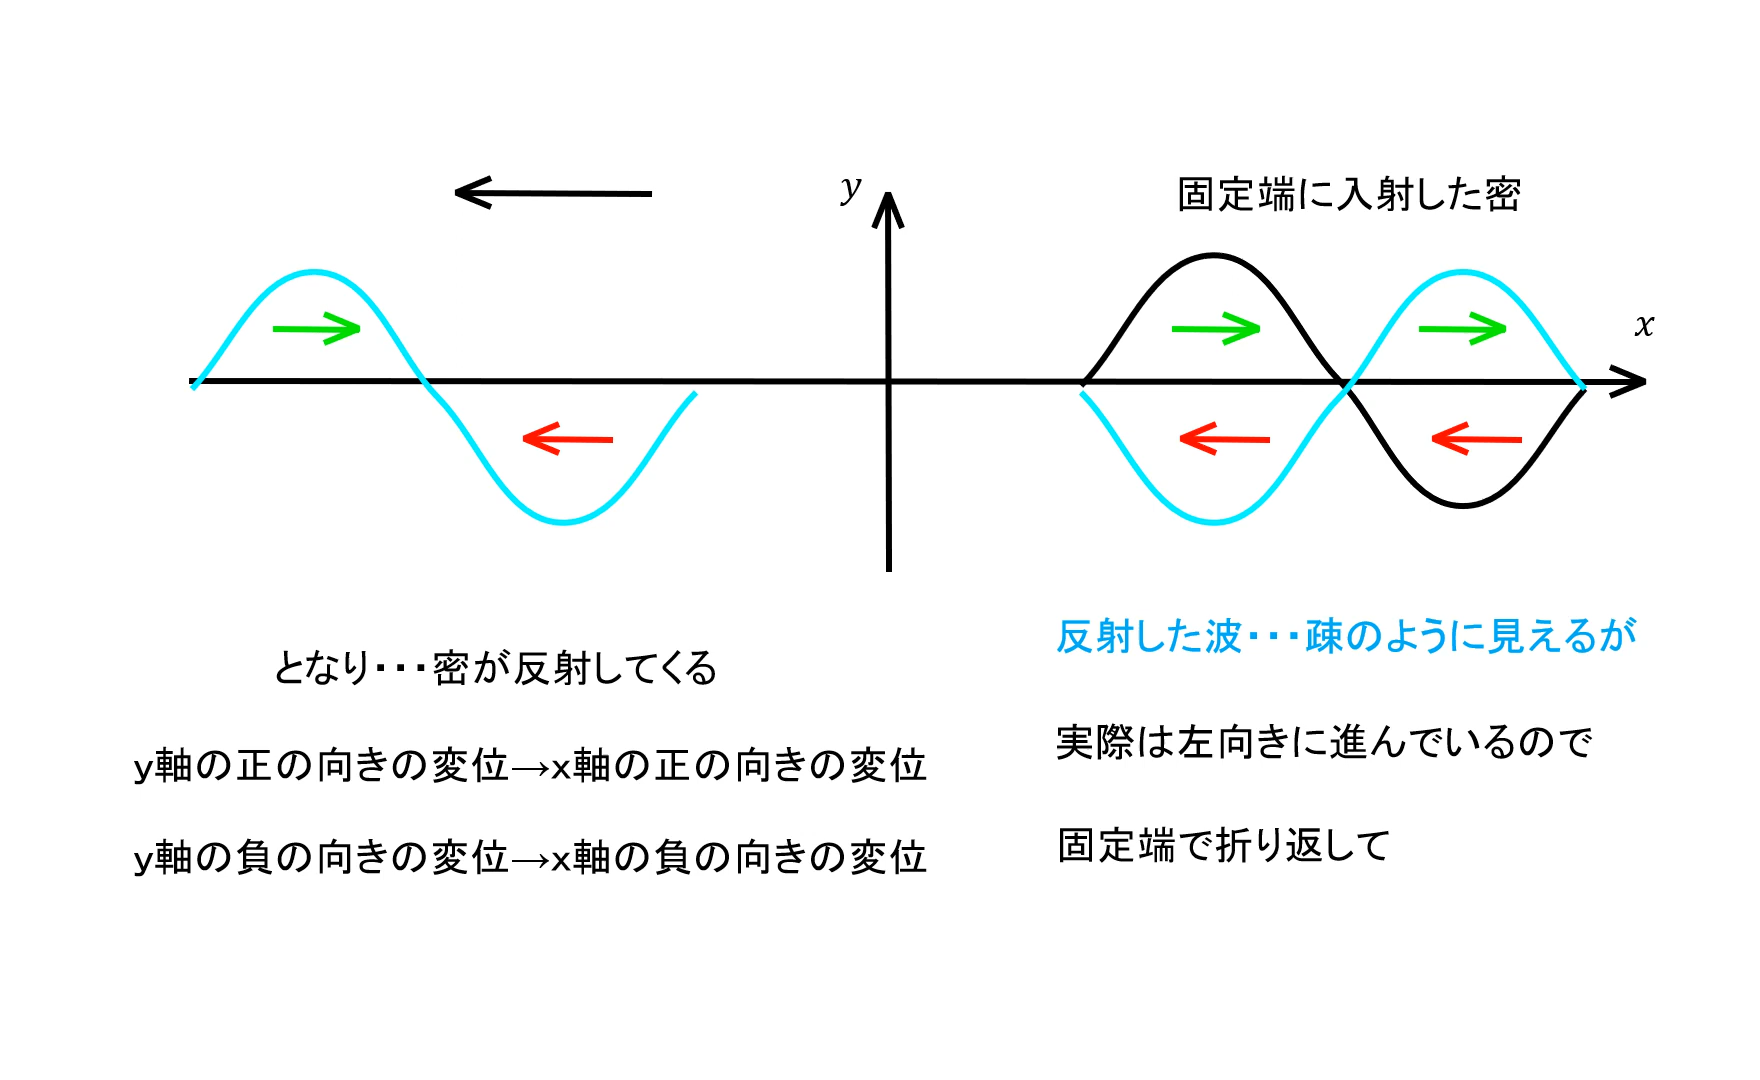 y
固定端に入射した密
x
反射した波･･･疎のように見えるが
実際は左向きに進んでいるので
固定端で折り返して
となり･･･密が反射してくる
y軸の正の向きの変位→x軸の正の向きの変位
y軸の負の向きの変位→x軸の負の向きの変位